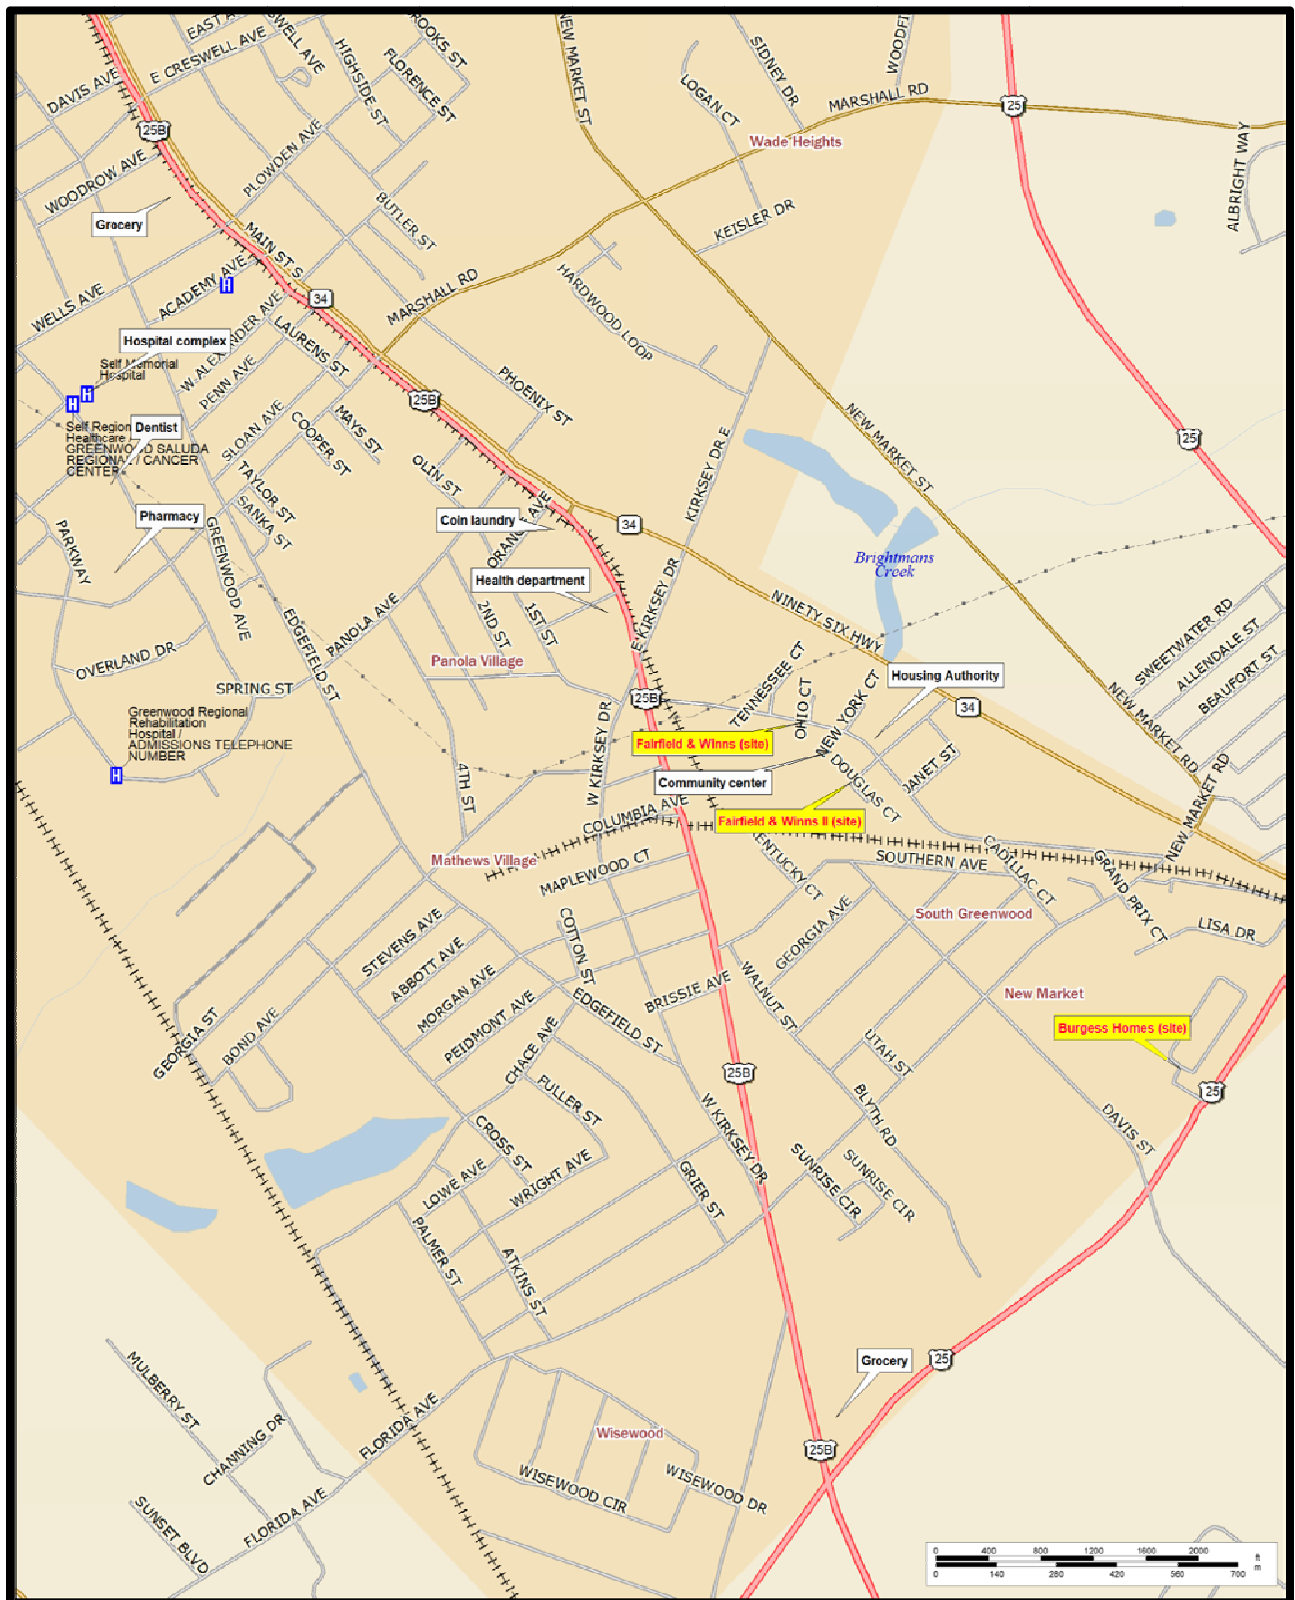 EAST A
E CRESWELL AVE
SWELL AVE
DAVIS AVE
HIGHSIDE ST
ROOKS ST
FLORENCE ST
NEW MARKET ST
SIDNEY DR
WOODFI
LOGAN CT
MARSHALL RD
25
25B
Wade Heights
ALBRIGHT WAY
PLOWDEN AVE
WOODROW AVE
Grocery
BUTLER ST
KEISLER DR
MAIN ST S
ACADEMY AVE
H
WELLS AVE
34
MARSHALL RD
HARDWOOD LOOP
Hospital complex
W ALEXANDER AVE
LAURENS ST
Self Memorial
Hospital
H
H
PENN AVE
25B
PHOENIX ST
SLOAN AVE
COOPER ST
MAYS ST
Dentist
Self Region
Healthcare
GREENWOOD SALUDA
REGIONAL / CANCER
CENTER
NEW MARKET ST
25
KIRKSEY DR E
OLIN ST
TAYLOR ST
SANKA ST
Pharmacy
Coin laundry
ORANGE AVE
34
PARKWAY
GREENWOOD AVE
Brightmans
Creek
Health department
E KIRKSEY DR
NINETY SIX HWY
PANOLA AVE
2ND ST
1ST ST
EDGEFIELD ST
OVERLAND DR
Panola Village
SPRING ST
SWEETWATER RD
ALLENDALE ST
BEAUFORT ST
TENNESSEE CT
OHIO CT
NEW YORK CT
Housing Authority
25B
34
NEW MARKET RD
Greenwood Regional
Rehabilitation
Hospital /
ADMISSIONS TELEPHONE
NUMBER
H
W KIRKSEY DR
Fairfield & Winns (site)
Community center
DOUGLAS CT
JANET ST
4TH ST
COLUMBIA AVE
Fairfield & Winns II (site)
NEW MARKET RD
Mathews Village
MAPLEWOOD CT
ENTUCKY CT
SOUTHERN AVE
CADILLAC CT
GRAND PRIX CT
South Greenwood
LISA DR
STEVENS AVE
ABBOTT AVE
MORGAN AVE
PEIDMONT AVE
COTTON ST
GEORGIA AVE
BRISSIE AVE
WALNUT ST
New Market
Burgess Homes (site)
GEORGIA ST
BOND AVE
CHACE AVE
EDGEFIELD ST
UTAH ST
25B
25
FULLER ST
W KIRKSEY DR
BLYTH RD
DAVIS ST
CROSS ST
LOWE AVE
WRIGHT AVE
GRIER ST
SUNRISE CIR
SUNRISE CIR
PALMER ST
ATKINS ST
Grocery
25
MULBERRY ST
CHANNING DR
FLORIDA AVE
Wisewood
25B
WISEWOOD CIR
WISEWOOD DR
SUNSET BLVD
FLORIDA AVE
0 400 800 1200 1600 2000 ft
0 140 280 420 560 700 m